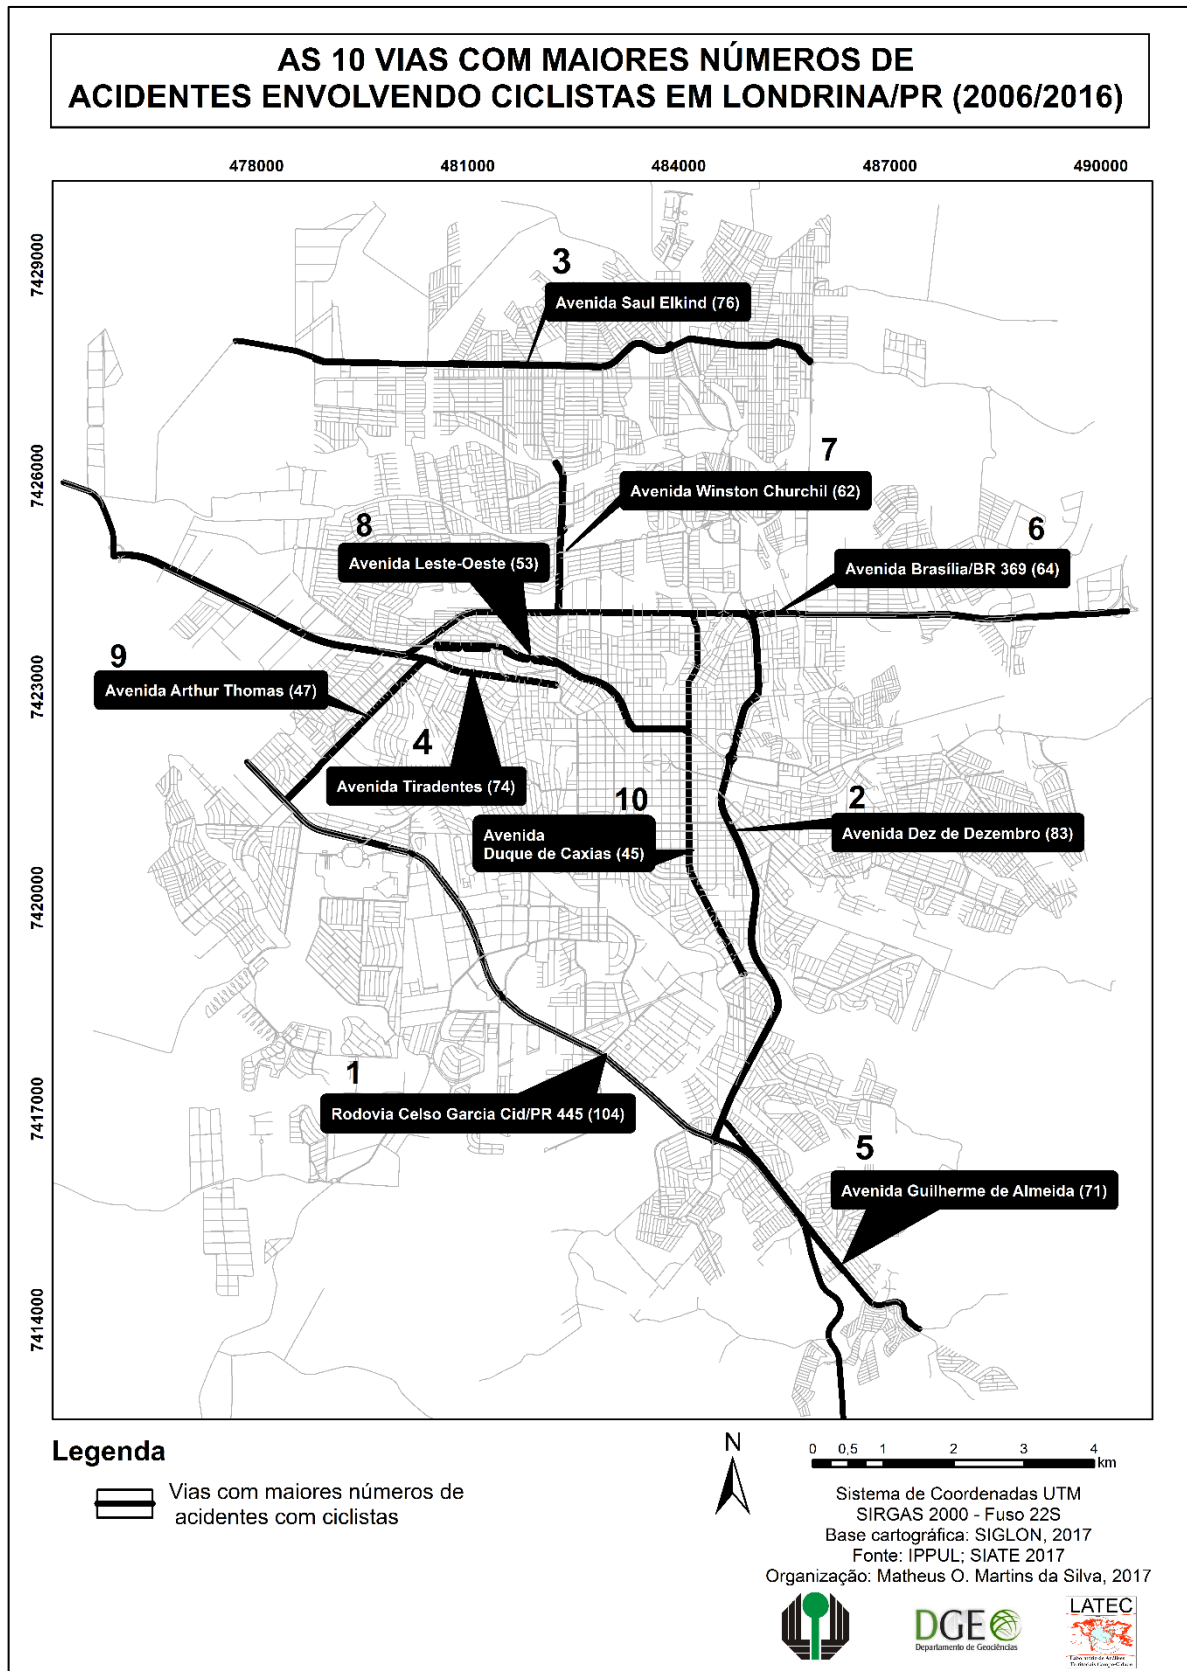 AS 10 VIAS COM MAIORES NÚMEROS DE
ACIDENTES ENVOLVENDO CICLISTAS EM LONDRINA/PR (2006/2016)
478000
481000
484000
487000
490000
7429000
7426000
7423000
7420000
7417000
7414000
3
Avenida Saul Elkind (76)
7
Avenida Winston Churchil (62)
8
Avenida Leste-Oeste (53)
6
Avenida Brasília/BR 369 (64)
9
Avenida Arthur Thomas (47)
4
Avenida Tiradentes (74)
10
Avenida
Duque de Caxias (45)
2
Avenida Dez de Dezembro (83)
1
Rodovia Celso Garcia Cid/PR 445 (104)
5
Avenida Guilherme de Almeida (71)
Legenda
Vias com maiores números de
acidentes com ciclistas
N
0 0,5 1 2 3 4
km
Sistema de Coordenadas UTM
SIRGAS 2000 - Fuso 22S
Base cartográfica: SIGLON, 2017
Fonte: IPPUL; SIATE 2017
Organização: Matheus O. Martins da Silva, 2017
DGE
Departamento de Geociências
LATEC